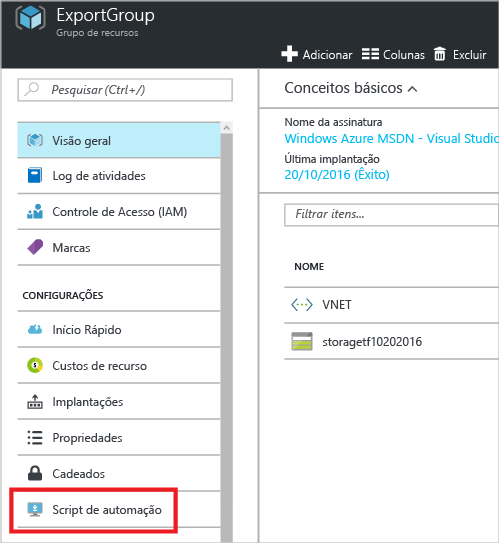 ExportGroup
Grupo de recursos
Adicionar Colunas Excluir
Pesquisar (Ctrl+/)
Visão geral
Log de atividades
Controle de Acesso (IAM)
Marcas
CONFIGURAÇÕES
Início Rápido
Custos de recurso
Implantações
Propriedades
Cadeados
Script de automação
Conceitos básicos
Nome da assinatura
Windows Azure MSDN - Visual Studio
Última implantação
20/10/2016 (Êxito)
Filtrar itens...
NOME
VNET
storagetf10202016